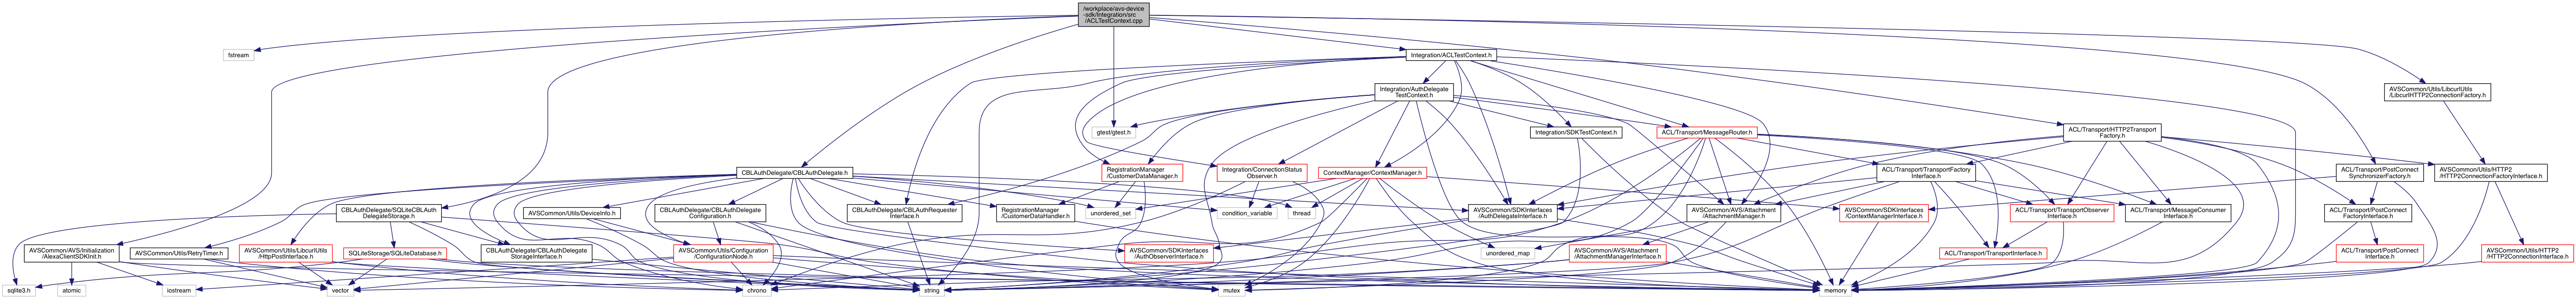 /workplace/avs-device
-sdk/Integration/src
/ACLTestContext.cpp
fstream
Integration/ACLTestContext.h
Integration/AuthDelegate
TestContext.h
AVSCommon/Utils/LibcurlUtils
/LibcurlHTTP2ConnectionFactory.h
gtest/gtest.h
Integration/SDKTestContext.h
ACL/Transport/MessageRouter.h
ACL/Transport/HTTP2Transport
Factory.h
CBLAuthDelegate/CBLAuthDelegate.h
RegistrationManager
/CustomerDataManager.h
Integration/ConnectionStatus
Observer.h
ContextManager/ContextManager.h
ACL/Transport/TransportFactory
Interface.h
ACL/Transport/PostConnect
SynchronizerFactory.h
AVSCommon/Utils/HTTP2
/HTTP2ConnectionFactoryInterface.h
CBLAuthDelegate/SQLiteCBLAuth
DelegateStorage.h
AVSCommon/Utils/DeviceInfo.h
CBLAuthDelegate/CBLAuthDelegate
Configuration.h
CBLAuthDelegate/CBLAuthRequester
Interface.h
RegistrationManager
/CustomerDataHandler.h
unordered_set
condition_variable
thread
AVSCommon/SDKInterfaces
/AuthDelegateInterface.h
AVSCommon/AVS/Attachment
/AttachmentManager.h
AVSCommon/SDKInterfaces
/ContextManagerInterface.h
ACL/Transport/TransportObserver
Interface.h
ACL/Transport/MessageConsumer
Interface.h
ACL/Transport/PostConnect
FactoryInterface.h
AVSCommon/AVS/Initialization
/AlexaClientSDKInit.h
AVSCommon/Utils/RetryTimer.h
AVSCommon/Utils/LibcurlUtils
/HttpPostInterface.h
SQLiteStorage/SQLiteDatabase.h
CBLAuthDelegate/CBLAuthDelegate
StorageInterface.h
AVSCommon/Utils/Configuration
/ConfigurationNode.h
AVSCommon/SDKInterfaces
/AuthObserverInterface.h
unordered_map
AVSCommon/AVS/Attachment
/AttachmentManagerInterface.h
ACL/Transport/TransportInterface.h
ACL/Transport/PostConnect
Interface.h
AVSCommon/Utils/HTTP2
/HTTP2ConnectionInterface.h
sqlite3.h
atomic
iostream
vector
chrono
string
mutex
memory